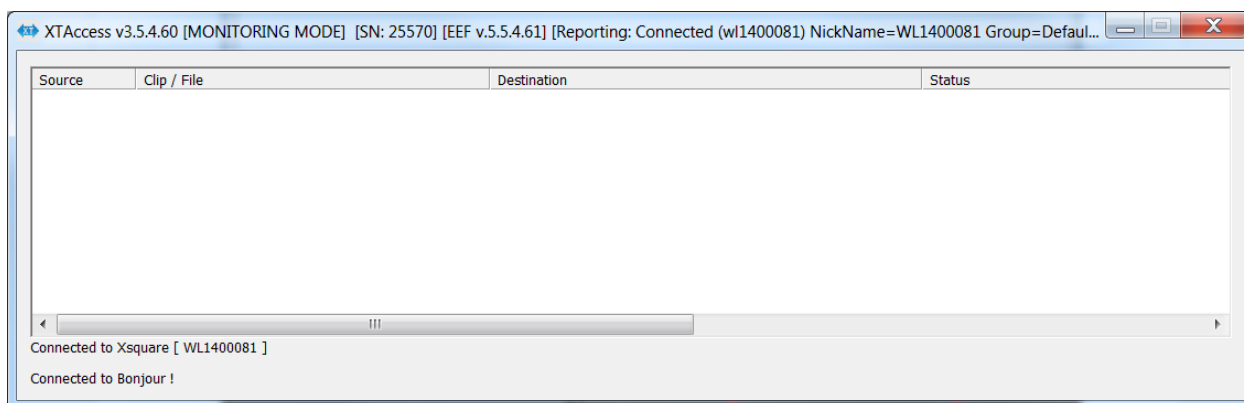 XTAccess v3.5.4.60 [MONITORING MODE]  [SN: 25570] [EEF v.5.5.4.61] [Reporting: Connected (wl1400081) NickName=WL1400081 Group=Defaul...
Source Clip / File Destination Status
Connected to Xsquare [ WL1400081 ]
Connected to Bonjour !